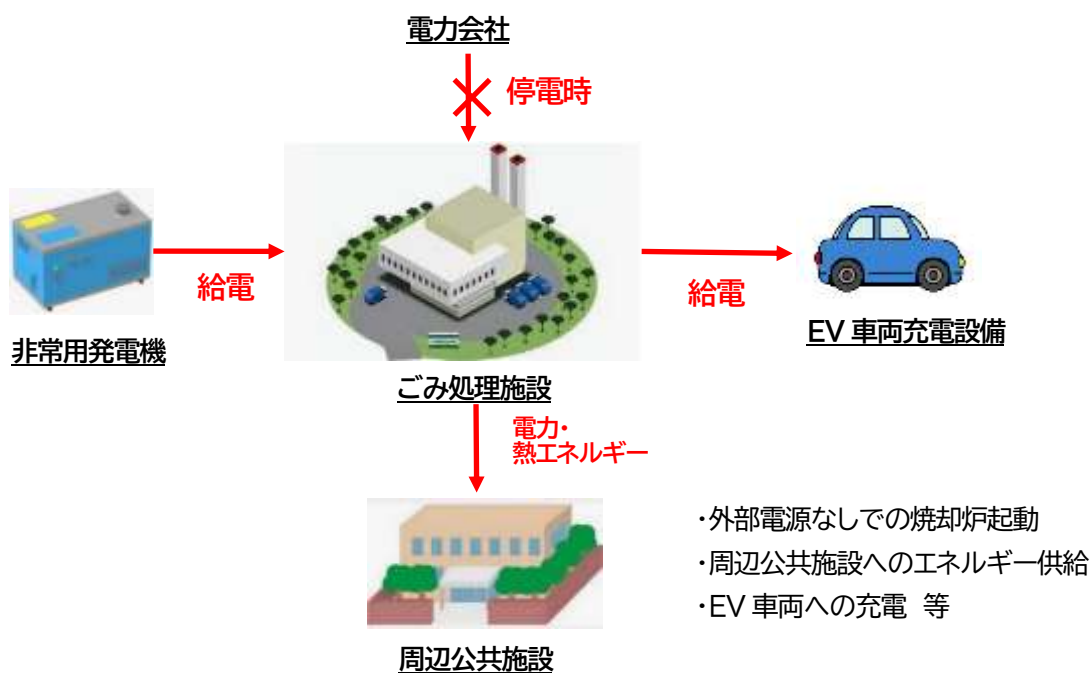 電力会社
停電時
給電
給電
非常用発電機
EV 車両充電設備
ごみ処理施設
電力・
熱エネルギー
・外部電源なしでの焼却炉起動
・周辺公共施設へのエネルギー供給
・EV 車両への充電 等
周辺公共施設